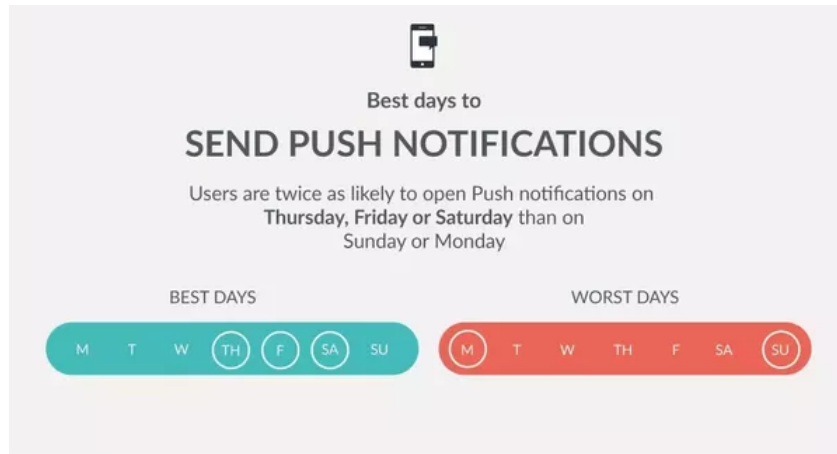 Best days to
SEND PUSH NOTIFICATIONS
Users are twice as likely to open Push notifications on
Thursday, Friday or Saturday than on
Sunday or Monday
BEST DAYS
M T W TH F SA SU
WORST DAYS
M T W TH F SA SU